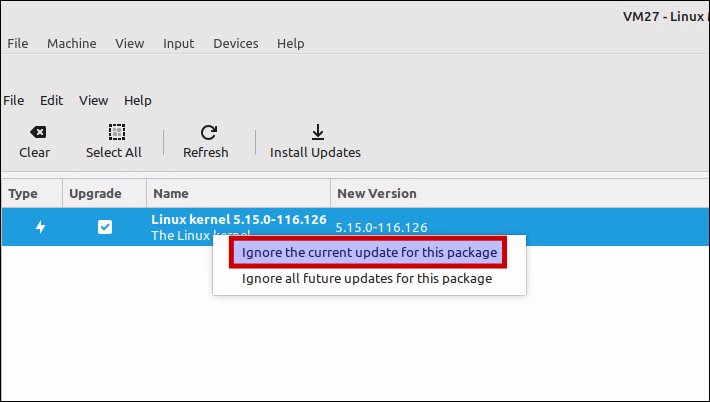 VM27 - Linux
File Machine View Input Devices Help
File Edit View Help
Clear Select All Refresh Install Updates
Type Upgrade Name New Version
Linux kernel 5.15.0-116.126
The Linux 5.15.0-116.126
Ignore the current update for this package
Ignore all future updates for this package